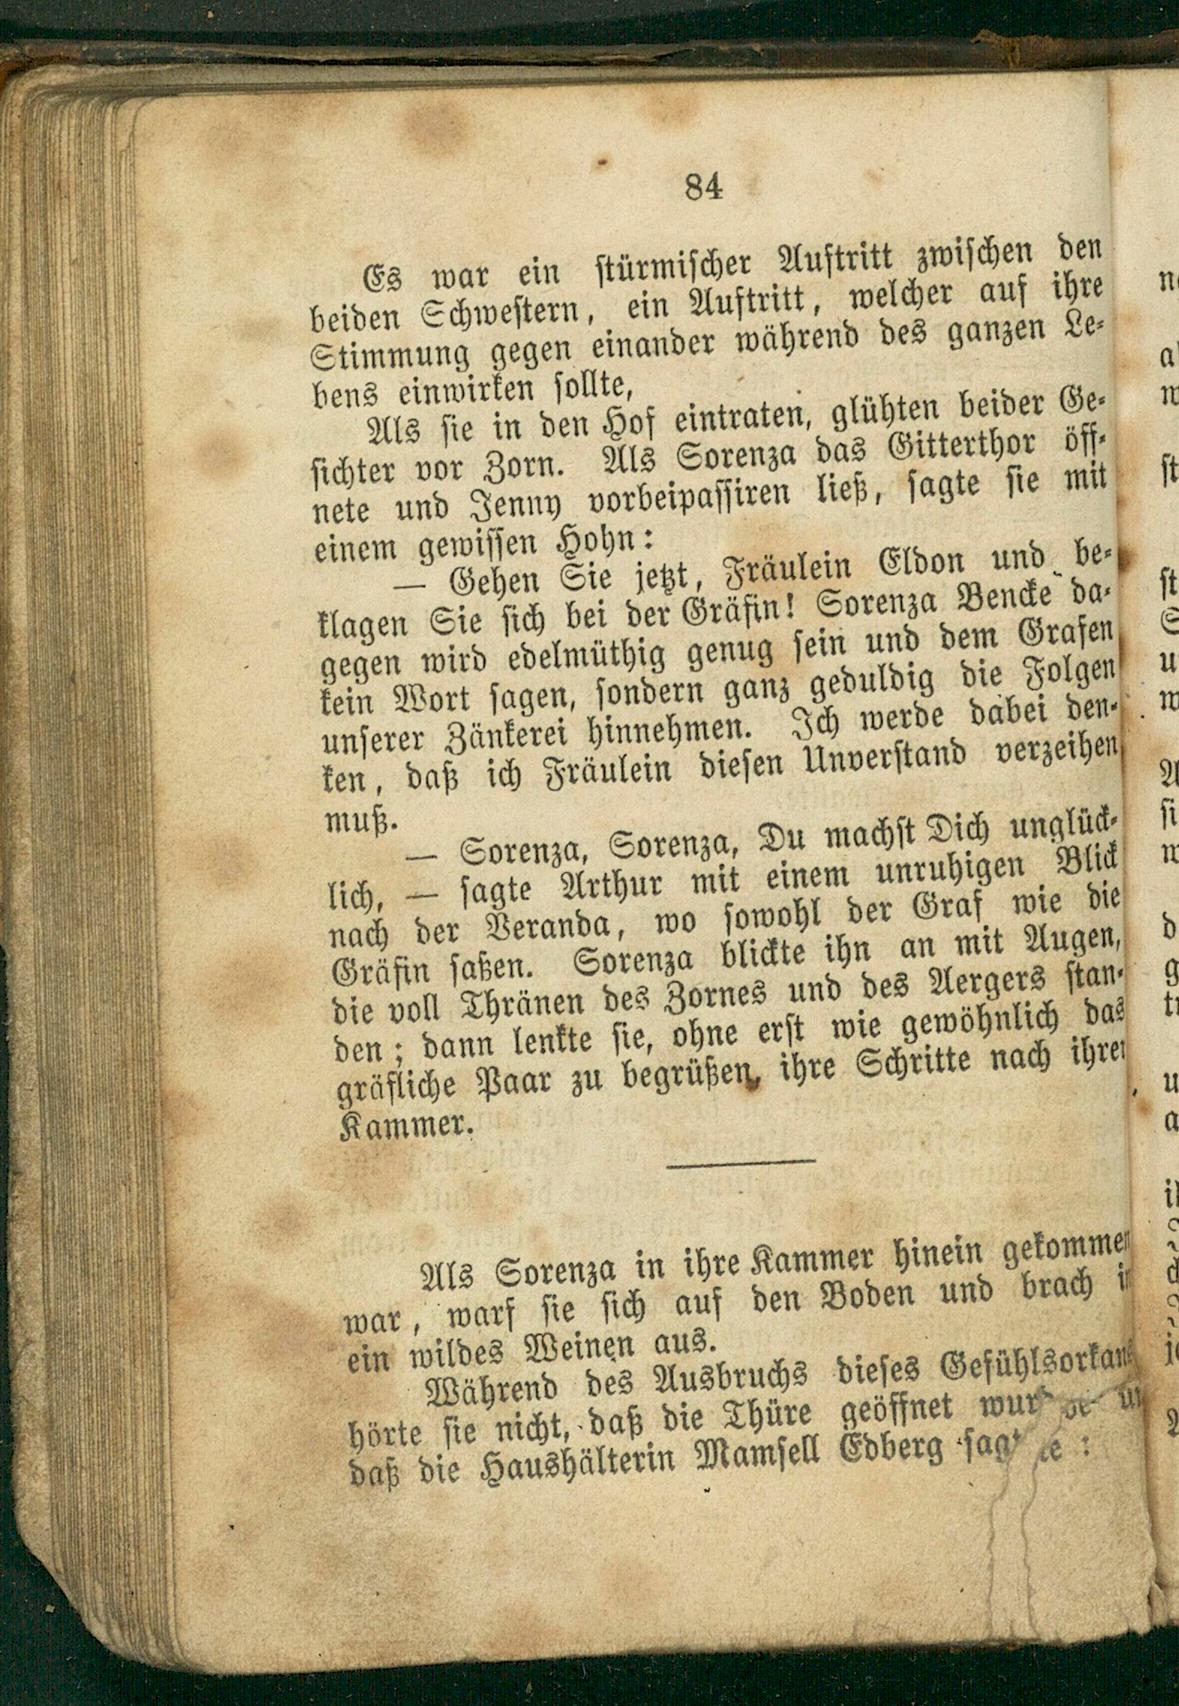 84
Es war ein stürmischer Auftritt zwischen den
beiden Schwestern, ein Auftritt, welcher auf ihre
Stimmung gegen einander während des ganzen Le-
bens einwirken sollte,
Als sie in den Hof eintraten, glühten beider Ge-
sichter vor Zorn. Als Sorenza das Gitterthor öff-
nete und Jenny vorbeipassiren ließ, sagte sie mit
einem gewissen Hohn:
— Gehen Sie jetzt, Fräulein Eldon und be-
klagen Sie sich bei der Gräfin! Sorenza Bencke da-
gegen wird edelmüthig genug sein und dem Grafen
kein Wort sagen, sondern ganz geduldig die Folgen
unserer Zänkerei hinnehmen. Ich werde dabei den-
ken, daß ich Fräulein diesen Unverstand verzeihen
muß.
— Sorenza, Sorenza, Du machst Dich unglück-
lich, — sagte Arthur mit einem unruhigen Blick
nach der Veranda, wo sowohl der Graf wie die
Gräfin saßen. Sorenza blickte ihn an mit Augen,
die voll Thränen des Zornes und des Aergers stan-
den; dann lenkte sie, ohne erst wie gewöhnlich das
gräfliche Paar zu begrüßen, ihre Schritte nach ihrer
Kammer.
Als Sorenza in ihre Kammer hinein gekommen
war, warf sie sich auf den Boden und brach in
ein wildes Weinen aus.
Während des Ausbruchs dieses Gefühlsorkans
hörte sie nicht, daß die Thüre geöffnet wurde
daß die Haushälterin Mamsell Edberg sagte: